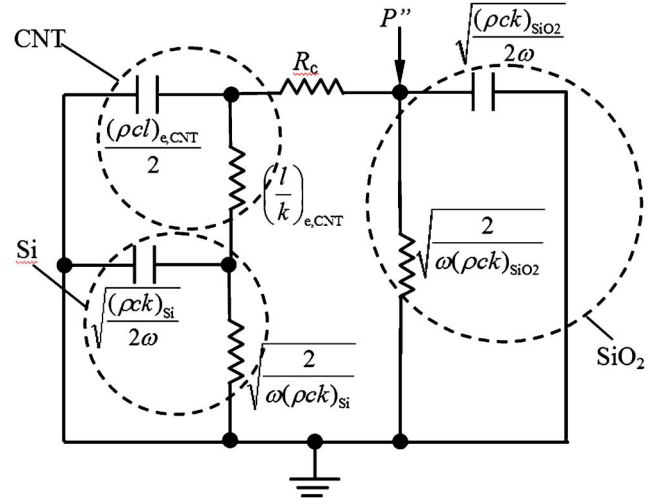 CNT
P”
√(ρck)SiO2/2ω
Rc
(ρcl)e,CNT/2
(l/k)e,CNT
Si
√(ρck)Si/2ω
√2/ω(ρck)Si
√2/ω(ρck)SiO2
SiO₂